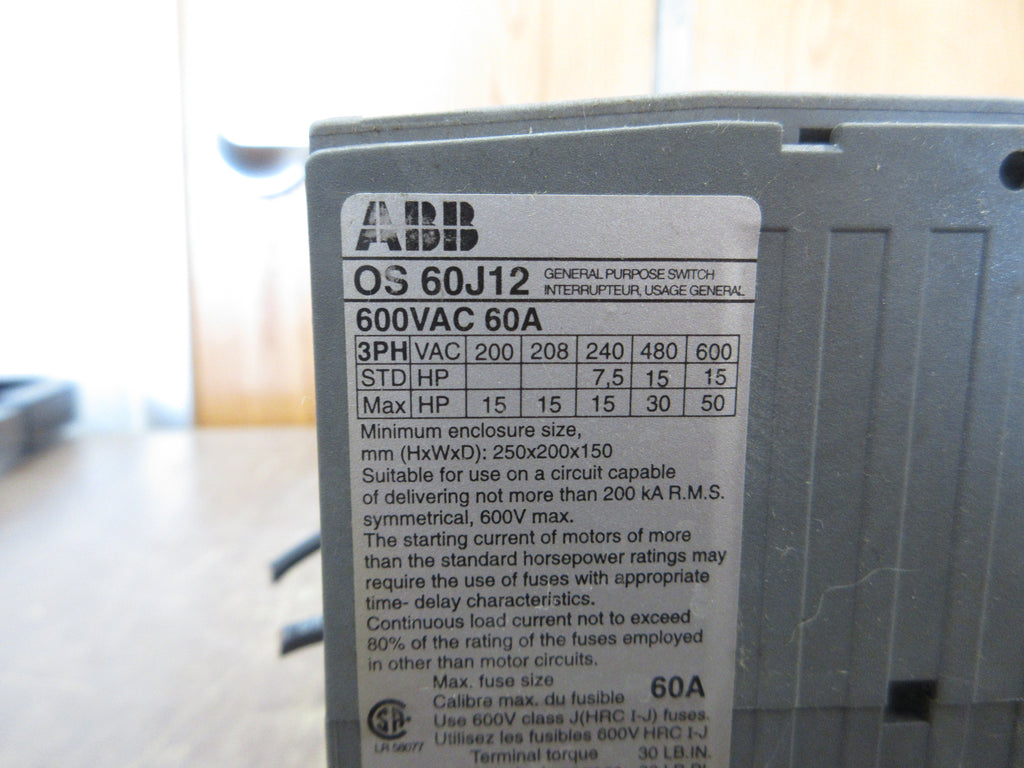 ABB
OS 60J12 GENERAL PURPOSE SWITCH
INTERRUPTEUR, USAGE GENERAL
600VAC 60A
3PH VAC 200 208 240 480 600
STD HP 7,5 15 15
Max HP 15 15 15 30 50
Minimum enclosure size,
mm (HxWxD): 250x200x150
Suitable for use on a circuit capable
of delivering not more than 200 kA R.M.S.
symmetrical, 600V max.
The starting current of motors of more
than the standard horsepower ratings may
require the use of fuses with appropriate
time- delay characteristics.
Continuous load current not to exceed
80% of the rating of the fuses employed
in other than motor circuits.
Max. fuse size
Calibre max. du fusible 60A
Use 600V class J(HRC I-J) fuses.
Utilisez les fusibles 600V HRC I-J
SA
LR 58077
Terminal torque 30 LB.IN.